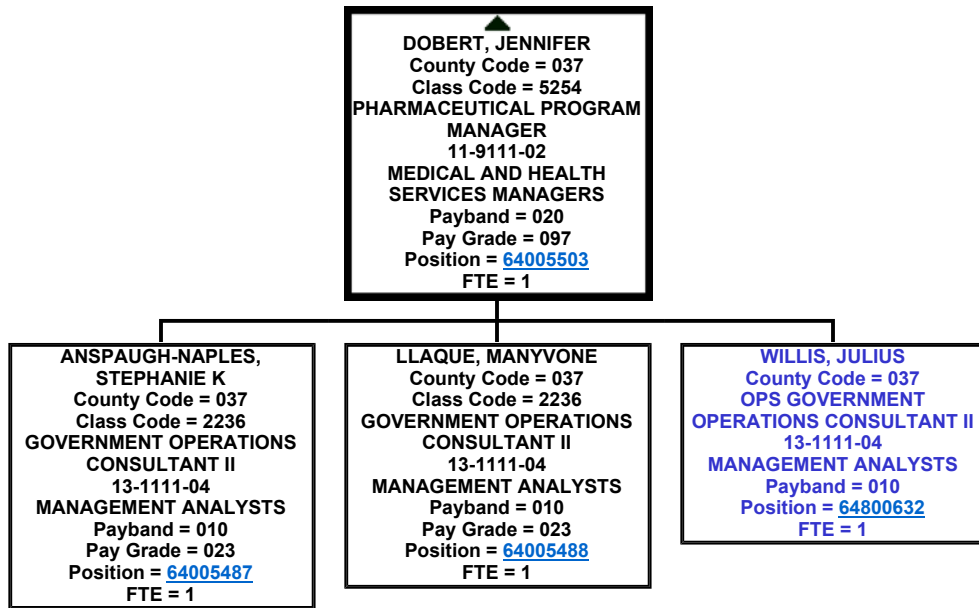 DOBERT, JENNIFER
County Code = 037
Class Code = 5254
PHARMACEUTICAL PROGRAM
MANAGER
11-9111-02
MEDICAL AND HEALTH
SERVICES MANAGERS
Payband = 020
Pay Grade = 097
Position = 64005503
FTE = 1
ANSPAUGH-NAPLES,
STEPHANIE K
County Code = 037
Class Code = 2236
GOVERNMENT OPERATIONS
CONSULTANT II
13-1111-04
MANAGEMENT ANALYSTS
Payband = 010
Pay Grade = 023
Position = 64005487
FTE = 1
LLAQUE, MANYVONE
County Code = 037
Class Code = 2236
GOVERNMENT OPERATIONS
CONSULTANT II
13-1111-04
MANAGEMENT ANALYSTS
Payband = 010
Pay Grade = 023
Position = 64005488
FTE = 1
WILLIS, JULIUS
County Code = 037
OPS GOVERNMENT
OPERATIONS CONSULTANT II
13-1111-04
MANAGEMENT ANALYSTS
Payband = 010
Position = 64800632
FTE = 1